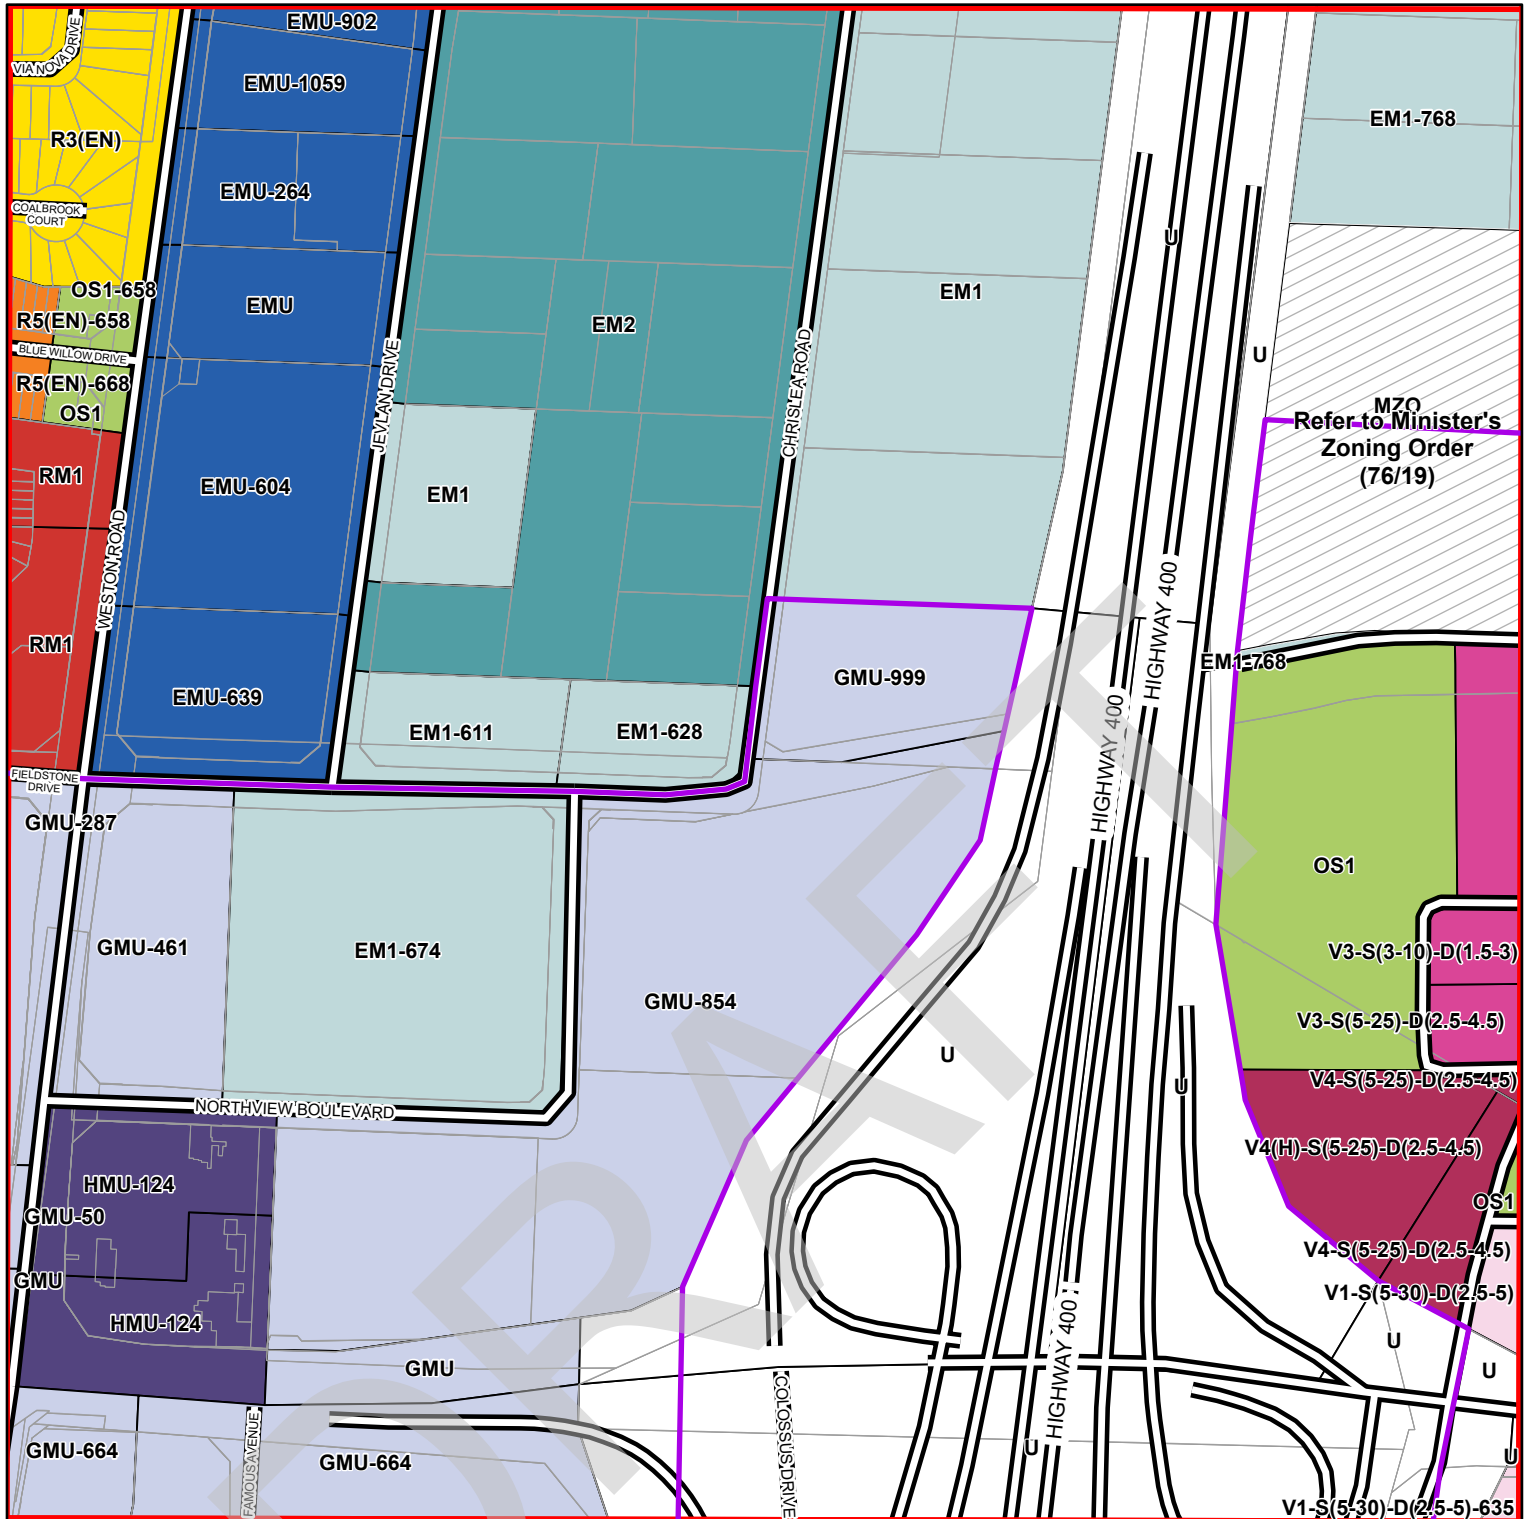 EMU-902
VIA NOVA DRIVE
EMU-1059
EM1-768
R3(EN)
EMU-264
COALBROOK
COURT
U
OS1-658
EMU
EM1
R5(EN)-658
EM2
BLUE WILLOW DRIVE
U
JEVLAN DRIVE
CHRISLEA ROAD
R5(EN)-668
OS1
MZO
Refer to Minister's
Zoning Order
(76/19)
RM1
EMU-604
EM1
WESTON ROAD
HIGHWAY 400
RM1
EM1-768
GMU-999
EMU-639
EM1-611
EM1-628
HIGHWAY 400
FIELDSTONE
DRIVE
GMU-287
OS1
GMU-461
EM1-674
V3-S(3-10)-D(1.5-3)
GMU-854
V3-S(5-25)-D(2.5-4.5)
U
U
V4-S(5-25)-D(2.5-4.5)
NORTHVIEW BOULEVARD
V4(H)-S(5-25)-D(2.5-4.5)
HMU-124
OS1
GMU-50
V4-S(5-25)-D(2.5-4.5)
GMU
V1-S(5-30)-D(2.5-5)
HMU-124
U
GMU
U
HIGHWAY 400
COLOSSUS DRIVE
FAMOUS AVENUE
GMU-664
GMU-664
U
U
V1-S(5-30)-D(2.5-5)-635
DRAFT